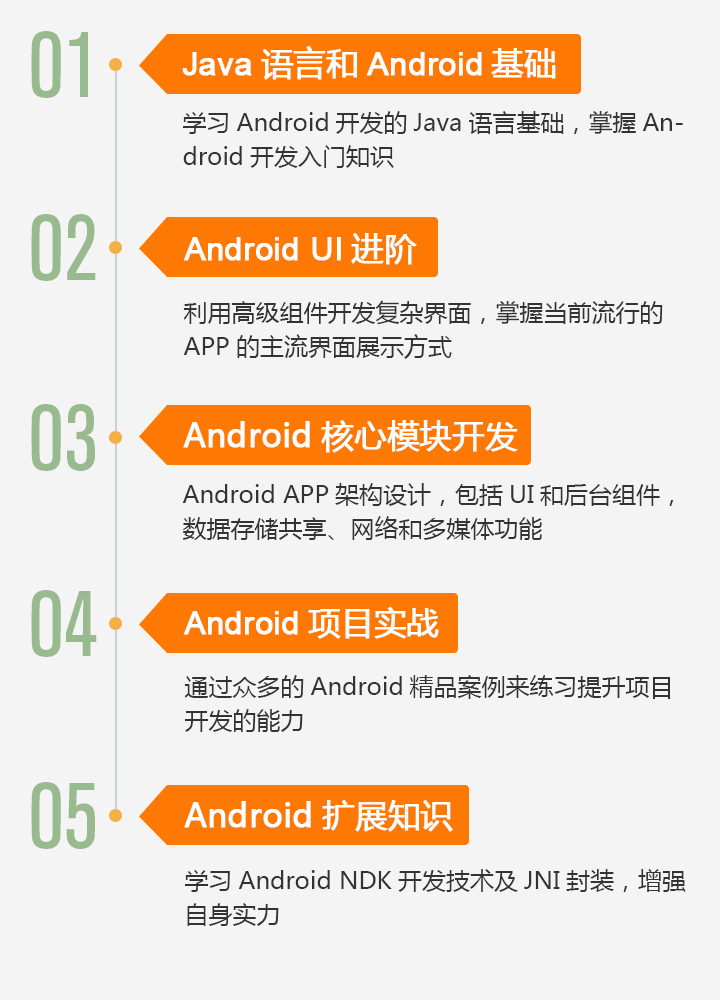 01
Java 语言和 Android 基础
学习 Android 开发的 Java 语言基础，掌握 An-
droid 开发入门知识
02
Android UI 进阶
利用高级组件开发复杂界面，掌握当前流行的
APP 的主流界面展示方式
03
Android 核心模块开发
Android APP 架构设计，包括 UI 和后台组件，
数据存储共享、网络和多媒体功能
04
Android 项目实战
通过众多的 Android 精品案例来练习提升项目
开发的能力
05
Android 扩展知识
学习 Android NDK 开发技术及 JNI 封装，增强
自身实力